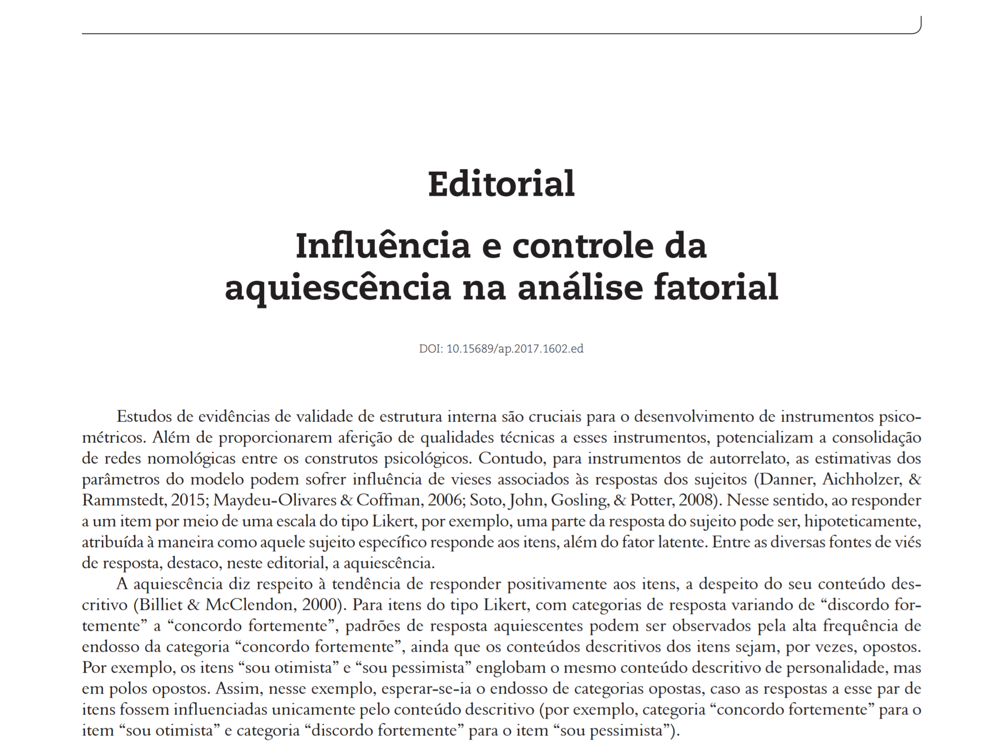 Editorial
Influência e controle da
aquiescência na análise fatorial
DOI: 10.15689/ap.2017.1602.ed
Estudos de evidências de validade de estrutura interna são cruciais para o desenvolvimento de instrumentos psico-
métricos. Além de proporcionarem aferição de qualidades técnicas a esses instrumentos, potencializam a consolidação
de redes nomológicas entre os construtos psicológicos. Contudo, para instrumentos de autorrelato, as estimativas dos
parâmetros do modelo podem sofrer influência de vieses associados às respostas dos sujeitos (Danner, Aichholzer, &
Rammstedt, 2015; Maydeu-Olivares & Coffman, 2006; Soto, John, Gosling, & Potter, 2008). Nesse sentido, ao responder
a um item por meio de uma escala do tipo Likert, por exemplo, uma parte da resposta do sujeito pode ser, hipoteticamente,
atribuída à maneira como aquele sujeito específico responde aos itens, além do fator latente. Entre as diversas fontes de viés
de resposta, destaco, neste editorial, a aquiescência.
A aquiescência diz respeito à tendência de responder positivamente aos itens, a despeito do seu conteúdo des-
critivo (Billiet & McClendon, 2000). Para itens do tipo Likert, com categorias de resposta variando de “discordo for-
temente” a “concordo fortemente”, padrões de resposta aquiescentes podem ser observados pela alta frequência de
endosso da categoria “concordo fortemente”, ainda que os conteúdos descritivos dos itens sejam, por vezes, opostos.
Por exemplo, os itens “sou otimista” e “sou pessimista” englobam o mesmo conteúdo descritivo de personalidade, mas
em polos opostos. Assim, nesse exemplo, esperar-se-ia o endosso de categorias opostas, caso as respostas a esse par de
itens fossem influenciadas unicamente pelo conteúdo descritivo (por exemplo, categoria “concordo fortemente” para o
item “sou otimista” e categoria “discordo fortemente” para o item “sou pessimista”).